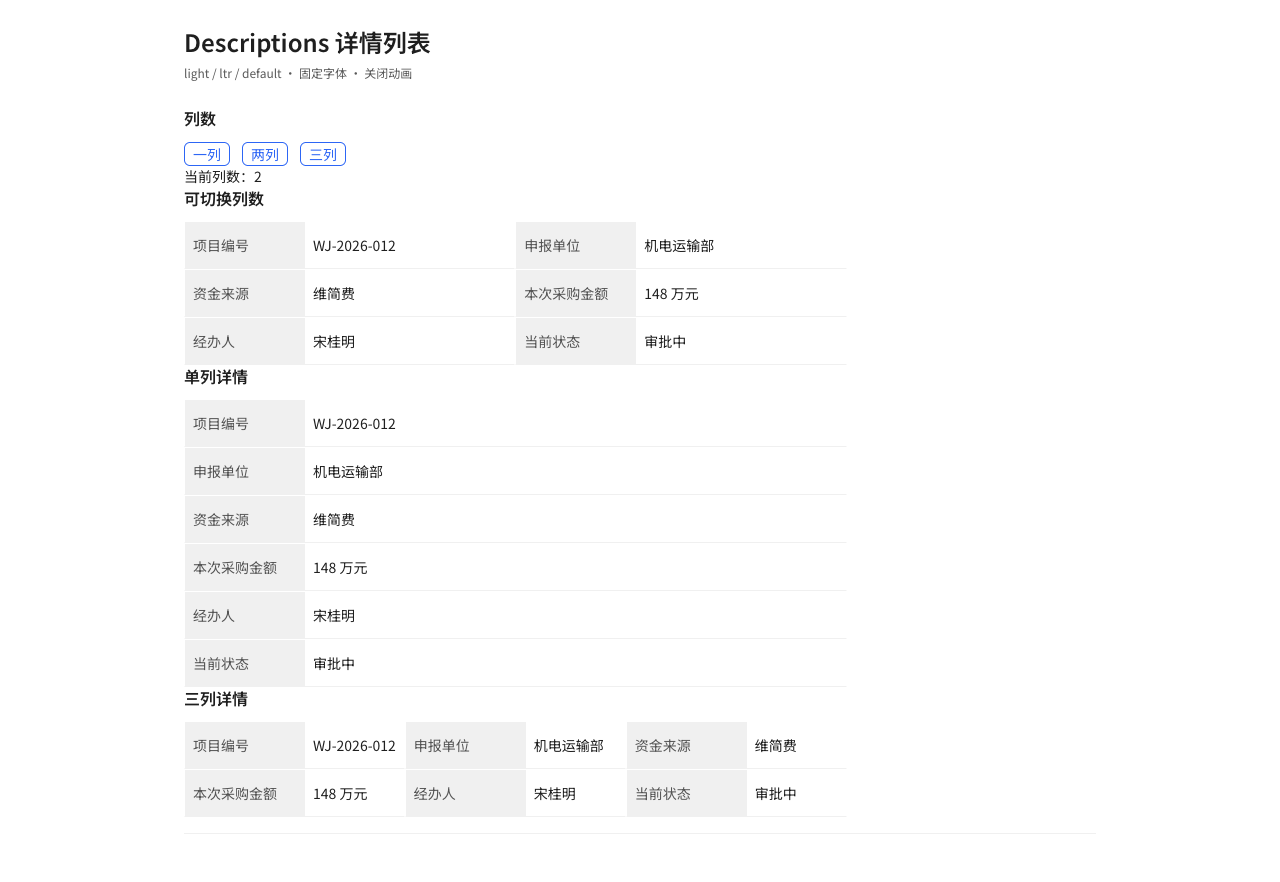 Descriptions 详情列表
light / ltr / default ・ 固定字体 ・ 关闭动画
列数
一列 两列 三列
当前列数：2
可切换列数
项目编号 WJ-2026-012 申报单位 机电运输部
资金来源 维简费 本次采购金额 148 万元
经办人 宋桂明 当前状态 审批中
单列详情
项目编号 WJ-2026-012
申报单位 机电运输部
资金来源 维简费
本次采购金额 148 万元
经办人 宋桂明
当前状态 审批中
三列详情
项目编号 WJ-2026-012 申报单位 机电运输部 资金来源 维简费
本次采购金额 148 万元 经办人 宋桂明 当前状态 审批中